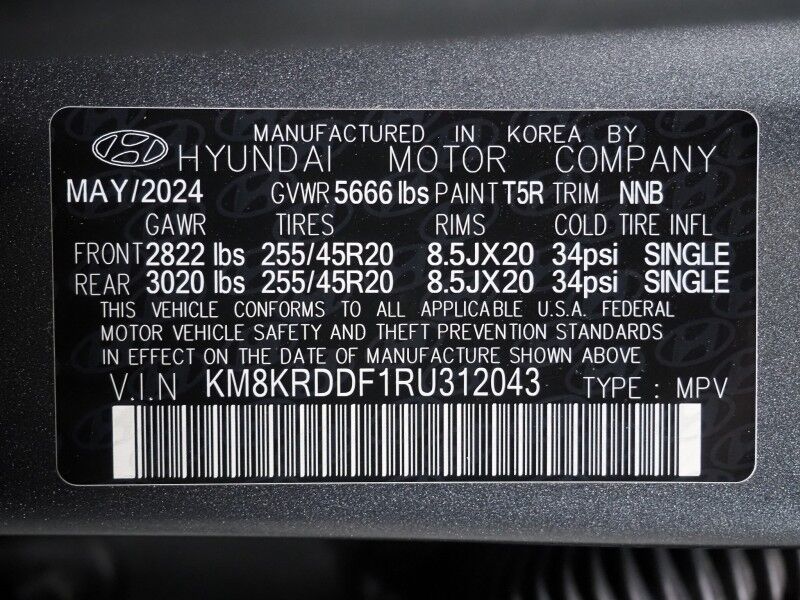 MANUFACTURED IN KOREA BY
HYUNDAI MOTOR COMPANY
MAY/2024 GVWR 5666 lbs PAINT T5R TRIM NNB
GAWR TIRES RIMS COLD TIRE INFL
FRONT 2822 lbs 255/45R20 8.5JX20 34psi SINGLE
REAR 3020 lbs 255/45R20 8.5JX20 34psi SINGLE
THIS VEHICLE CONFORMS TO ALL APPLICABLE U.S.A. FEDERAL
MOTOR VEHICLE SAFETY AND THEFT PREVENTION STANDARDS
IN EFFECT ON THE DATE OF MANUFACTURE SHOWN ABOVE
V.I.N KM8KRDDF1RU312043 TYPE : MPV